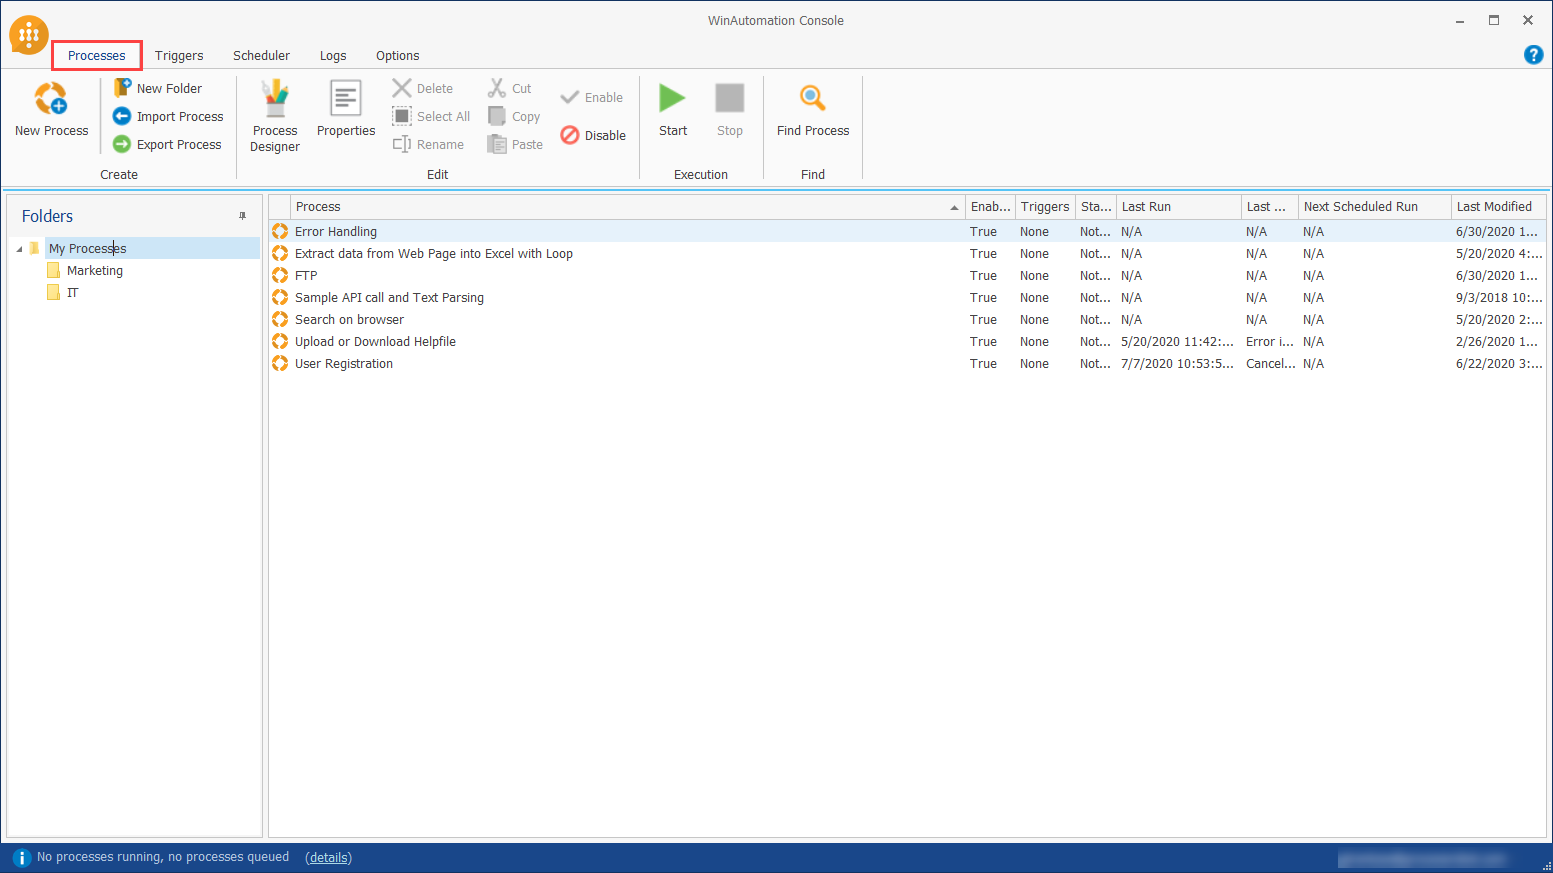 WinAutomation Console
Processes Triggers Scheduler Logs Options
New Process
New Folder
Import Process
Export Process
Create
Process Designer
Properties
Delete
Select All
Rename
Cut
Copy
Paste
Enable
Disable
Edit
Start
Stop
Execution
Find Process
Find
Folders
My Processes
Marketing
IT
Process Enab... Triggers Sta... Last Run Last ... Next Scheduled Run Last Modified
Error Handling True None Not... N/A N/A N/A 6/30/2020 1...
Extract data from Web Page into Excel with Loop True None Not... N/A N/A N/A 5/20/2020 4:...
FTP True None Not... N/A N/A N/A 6/30/2020 1...
Sample API call and Text Parsing True None Not... N/A N/A N/A 9/3/2018 10:...
Search on browser True None Not... N/A N/A N/A 5/20/2020 2:...
Upload or Download Helpfile True None Not... 5/20/2020 11:42:... Error i... N/A 2/26/2020 1...
User Registration True None Not... 7/7/2020 10:53:5... Cancel... N/A 6/22/2020 3:...
No processes running, no processes queued (details)